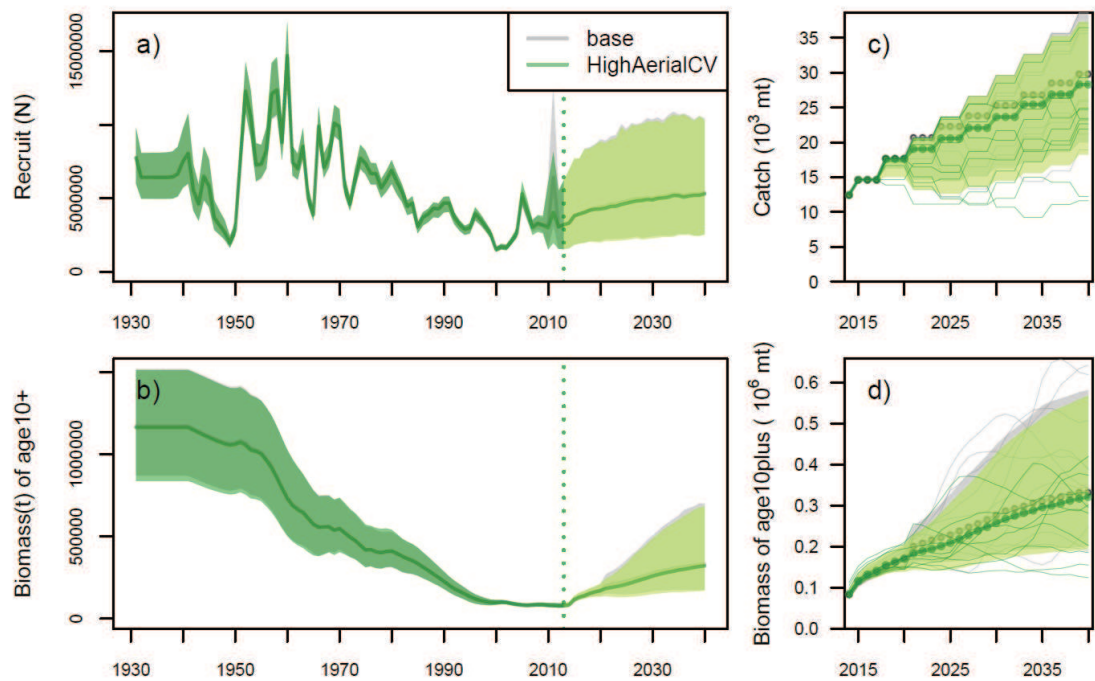 a)
base
HighAerialCV
Recruit (N)
0 5000000 15000000
1930 1950 1970 1990 2010 2030
b)
Biomass(t) of age10+
0 500000 1000000
1930 1950 1970 1990 2010 2030
c)
Catch (10³ mt)
0 5 10 15 20 25 30 35
2015 2025 2035
d)
Biomass of age10plus ( 10⁶ mt)
0.0 0.1 0.2 0.3 0.4 0.5 0.6
2015 2025 2035